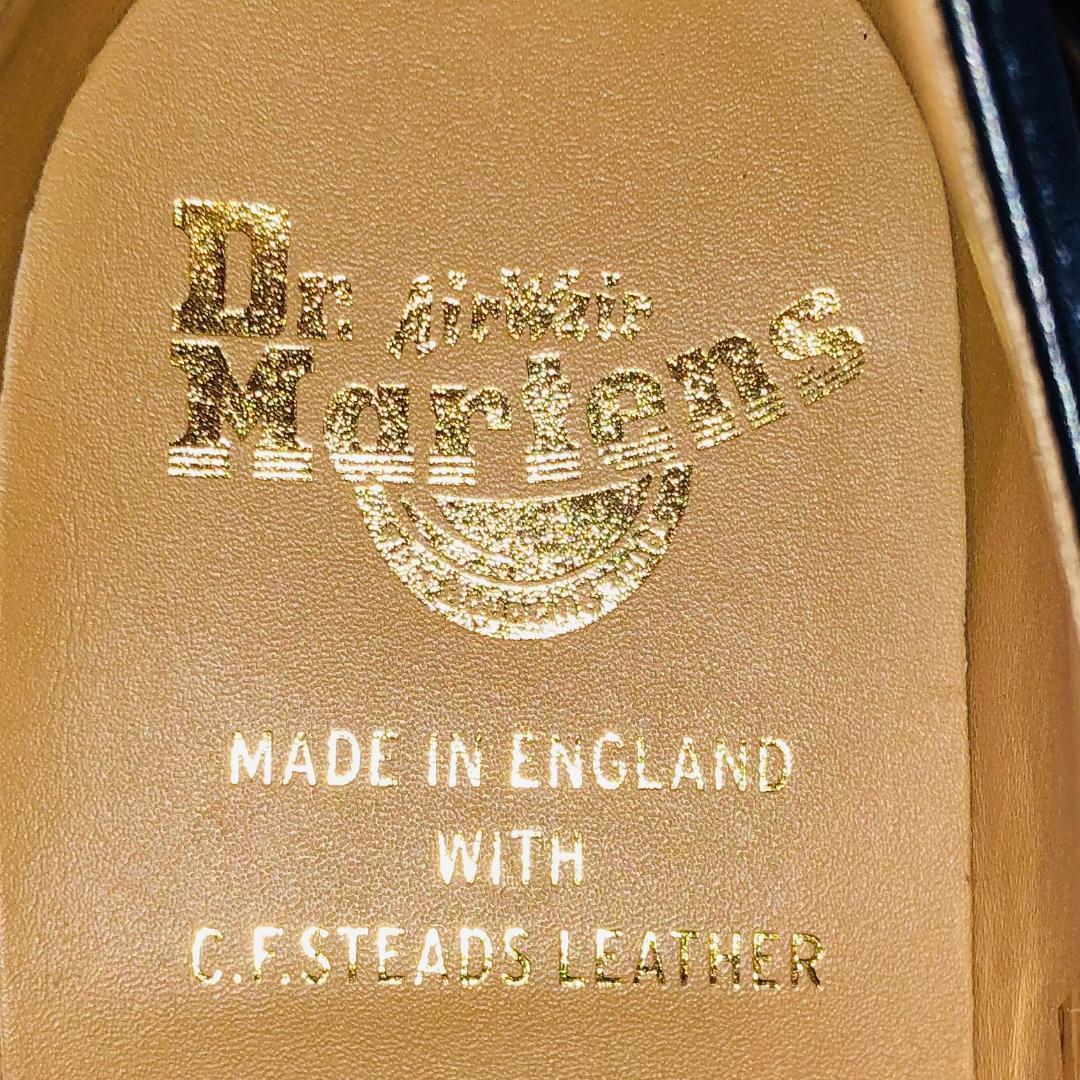 Dr. AirWair
Martens
MADE IN ENGLAND
WITH
C.F.STEADS LEATHER